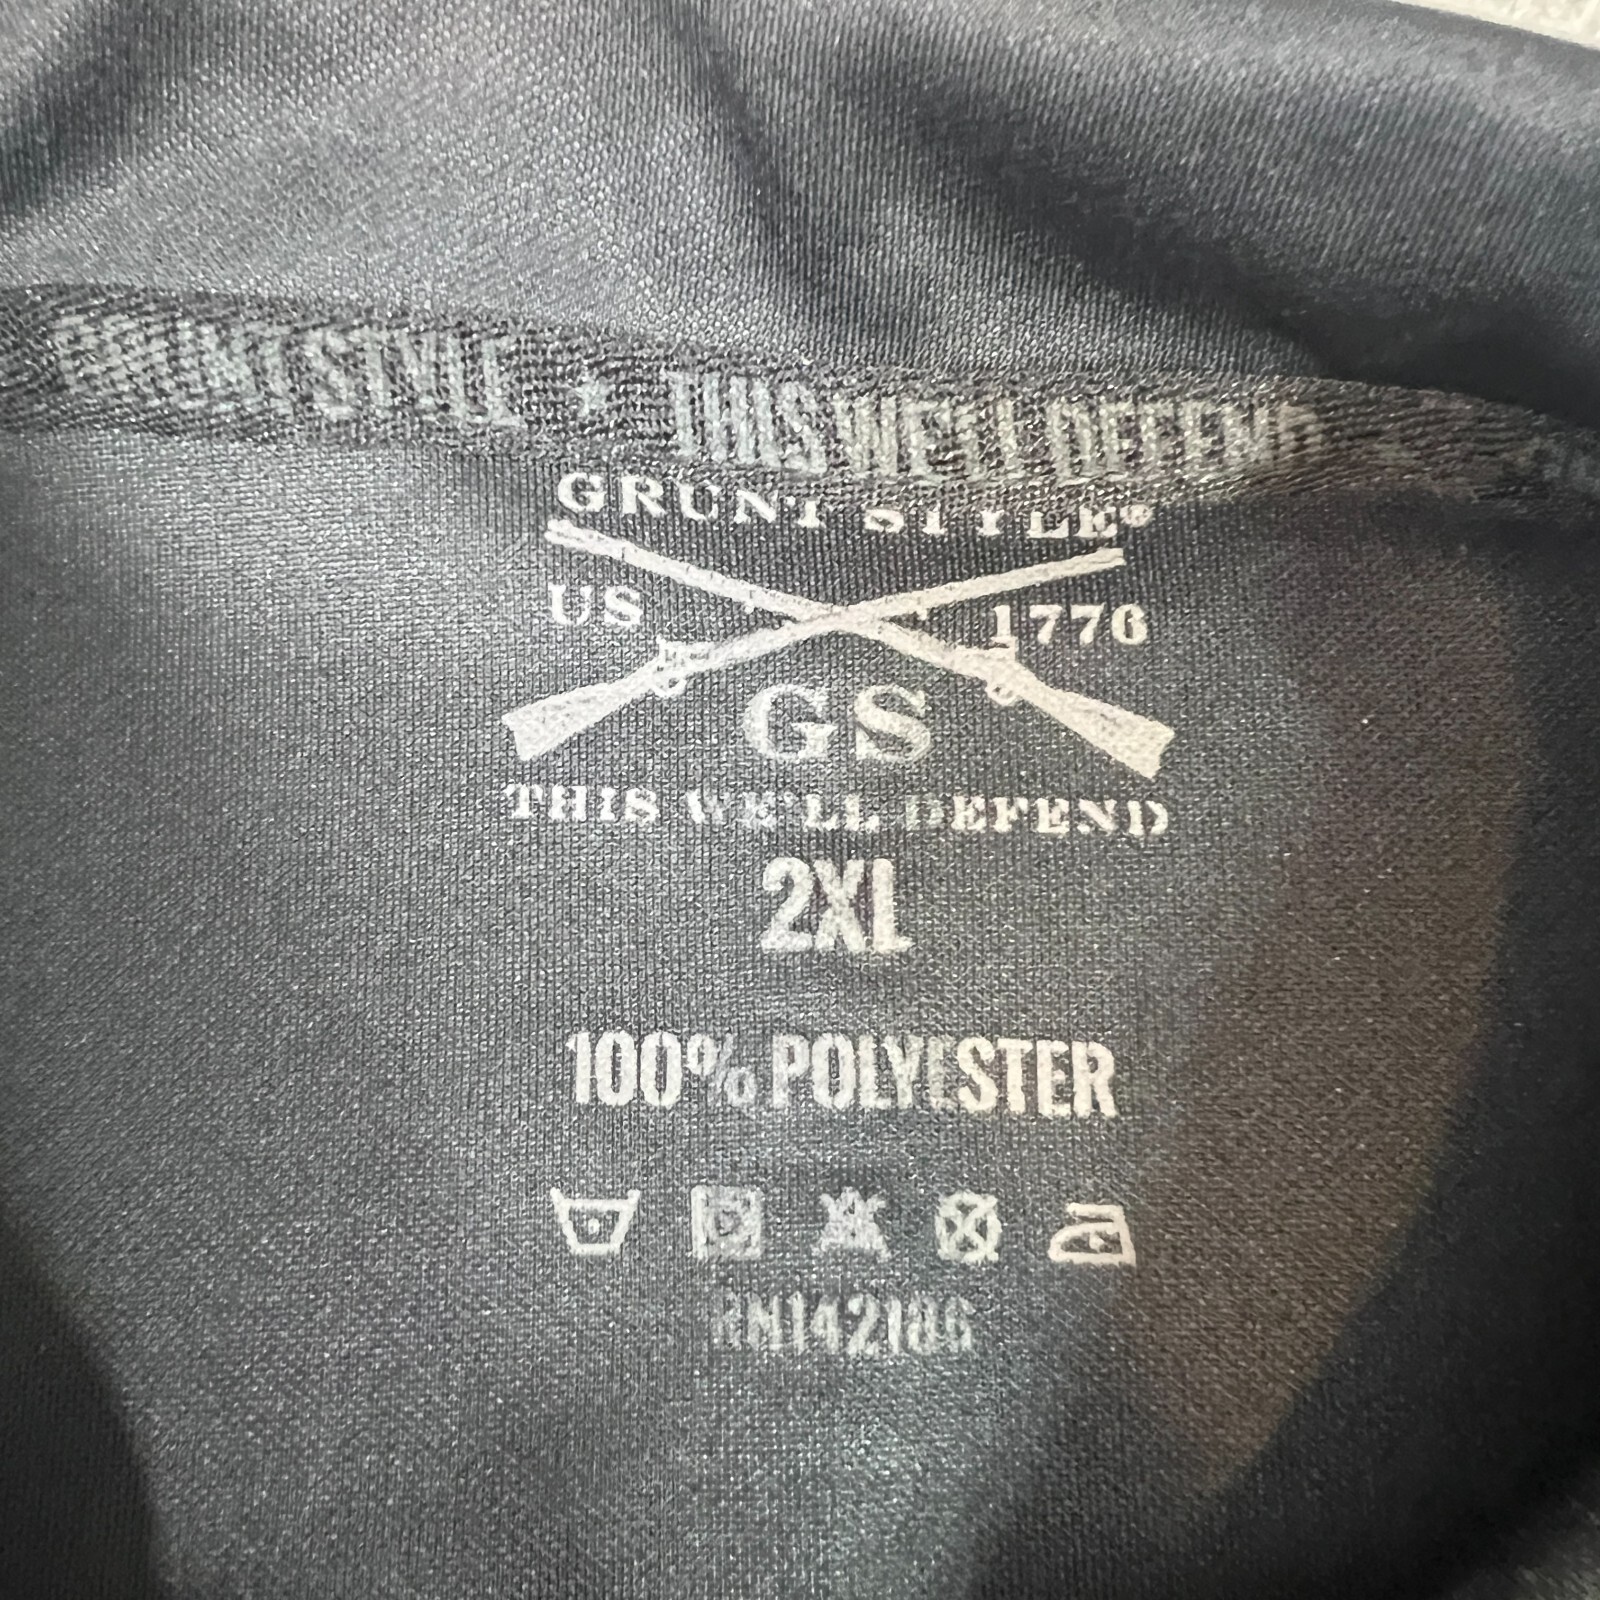 GRUNT STYLE ★ THIS WE'LL DEFEND
GRUNT STYLE®
US 1776
GS
THIS WE'LL DEFEND
2XL
100% POLYESTER
RN142186